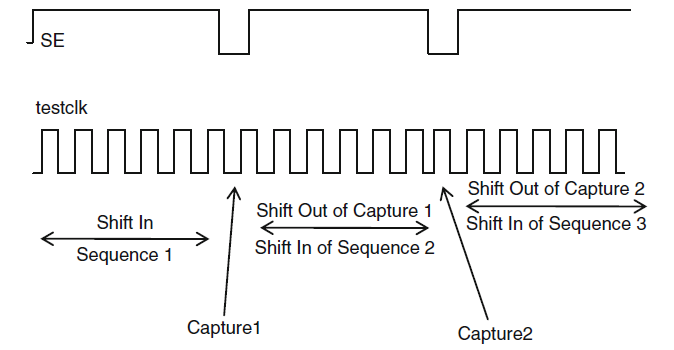 SE
testclk
Shift In
Sequence 1
Shift Out of Capture 1
Shift In of Sequence 2
Shift Out of Capture 2
Shift In of Sequence 3
Capture1
Capture2